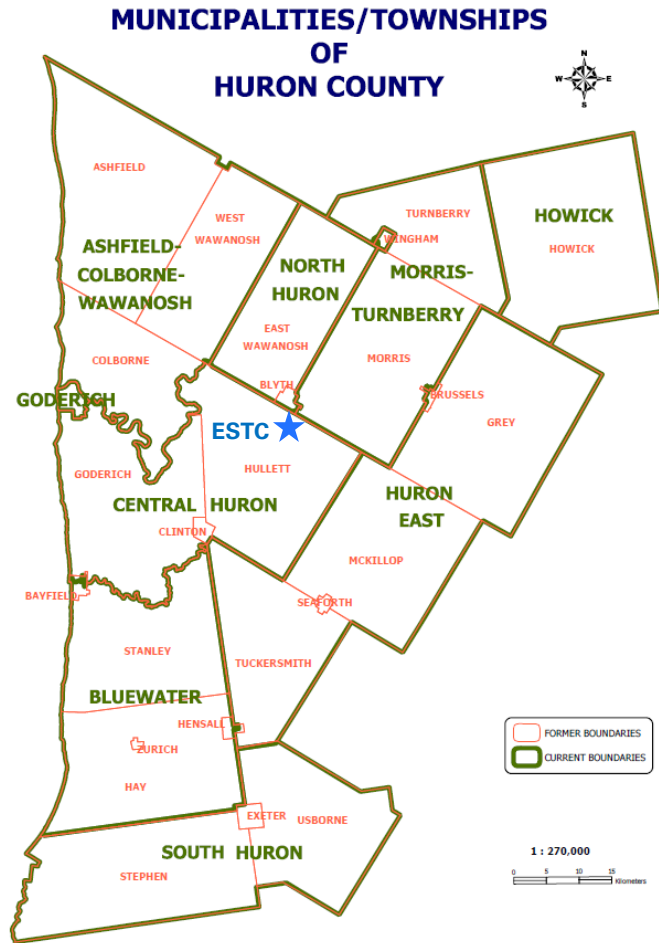 MUNICIPALITIES/TOWNSHIPS
OF
HURON COUNTY
N
W
E
S
ASHFIELD
WEST
WAWANOSH
ASHFIELD-
COLBORNE-
WAWANOSH
COLBORNE
NORTH
HURON
EAST
WAWANOSH
BLYTH
TURNBERRY
WINGHAM
MORRIS-
TURNBERRY
MORRIS
HOWICK
HOWICK
BRUSSELS
GREY
GODERICH
ESTC
GODERICH
HULLETT
CENTRAL HURON
CLINTON
HURON
EAST
MCKILLOP
SEAFORTH
BAYFIELD
STANLEY
TUCKERSMITH
BLUEWATER
HENSALL
ZURICH
HAY
EXETER
USBORNE
SOUTH HURON
STEPHEN
FORMER BOUNDARIES
CURRENT BOUNDARIES
1 : 270,000
0 5 10 15
Kilometers